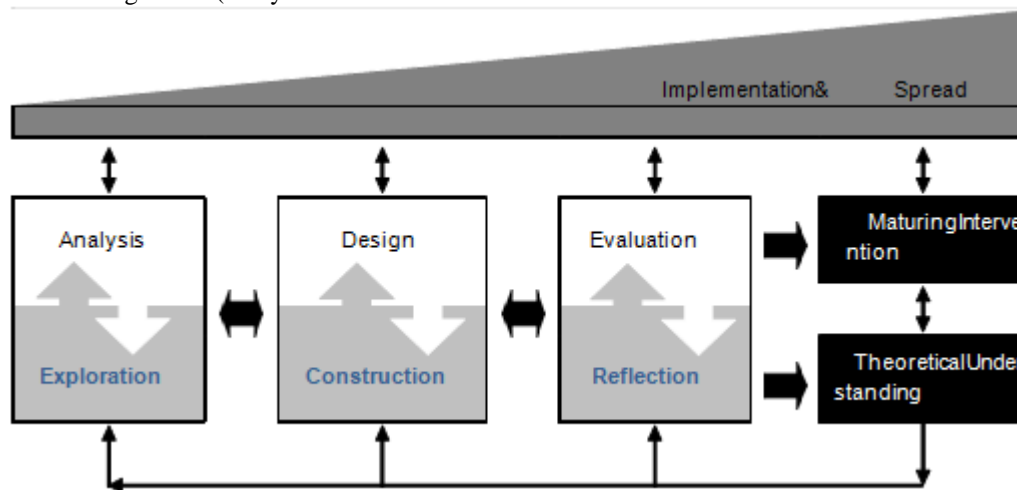 Implementation& Spread
Analysis
Design
Evaluation
MaturingInterve
ntion
Exploration
Construction
Reflection
TheoreticalUnde
standing